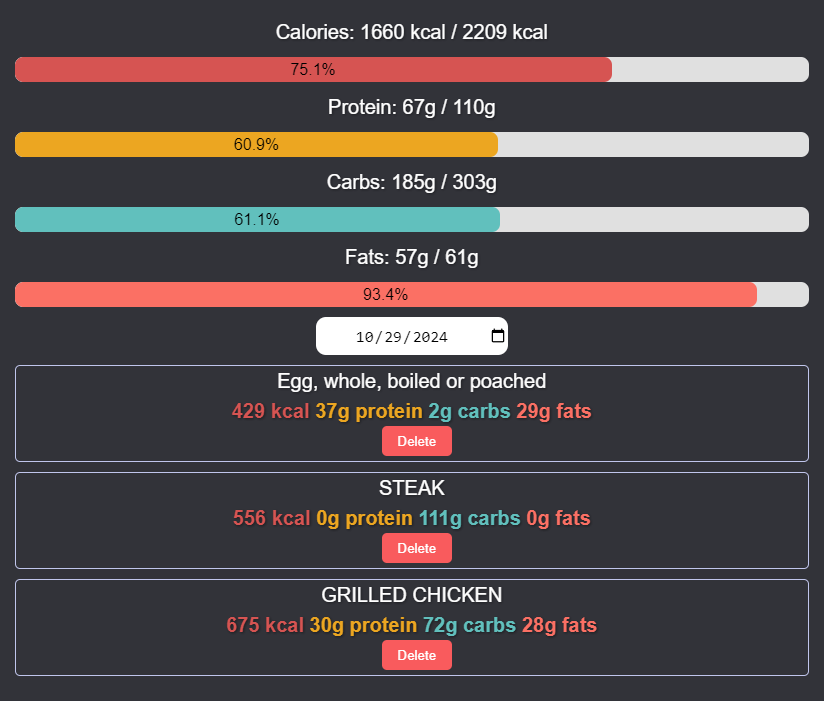 Calories: 1660 kcal / 2209 kcal
75.1%
Protein: 67g / 110g
60.9%
Carbs: 185g / 303g
61.1%
Fats: 57g / 61g
93.4%
10/29/2024
Egg, whole, boiled or poached
429 kcal 37g protein 2g carbs 29g fats
Delete
STEAK
556 kcal 0g protein 111g carbs 0g fats
Delete
GRILLED CHICKEN
675 kcal 30g protein 72g carbs 28g fats
Delete